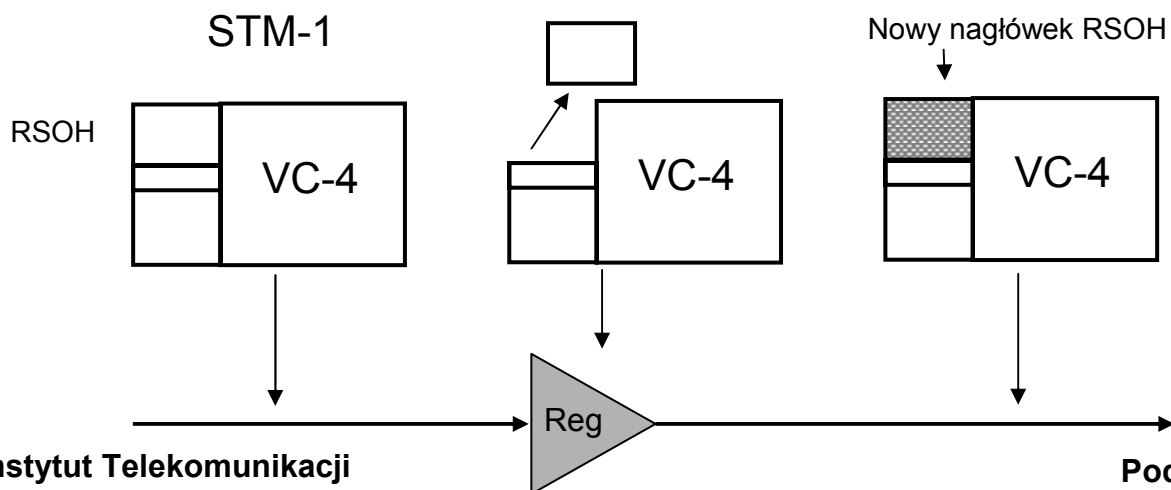 STM-1
Nowy nagłówek RSOH
RSOH
VC-4
VC-4
VC-4
Reg
nstytut Telekomunikacji
Pod